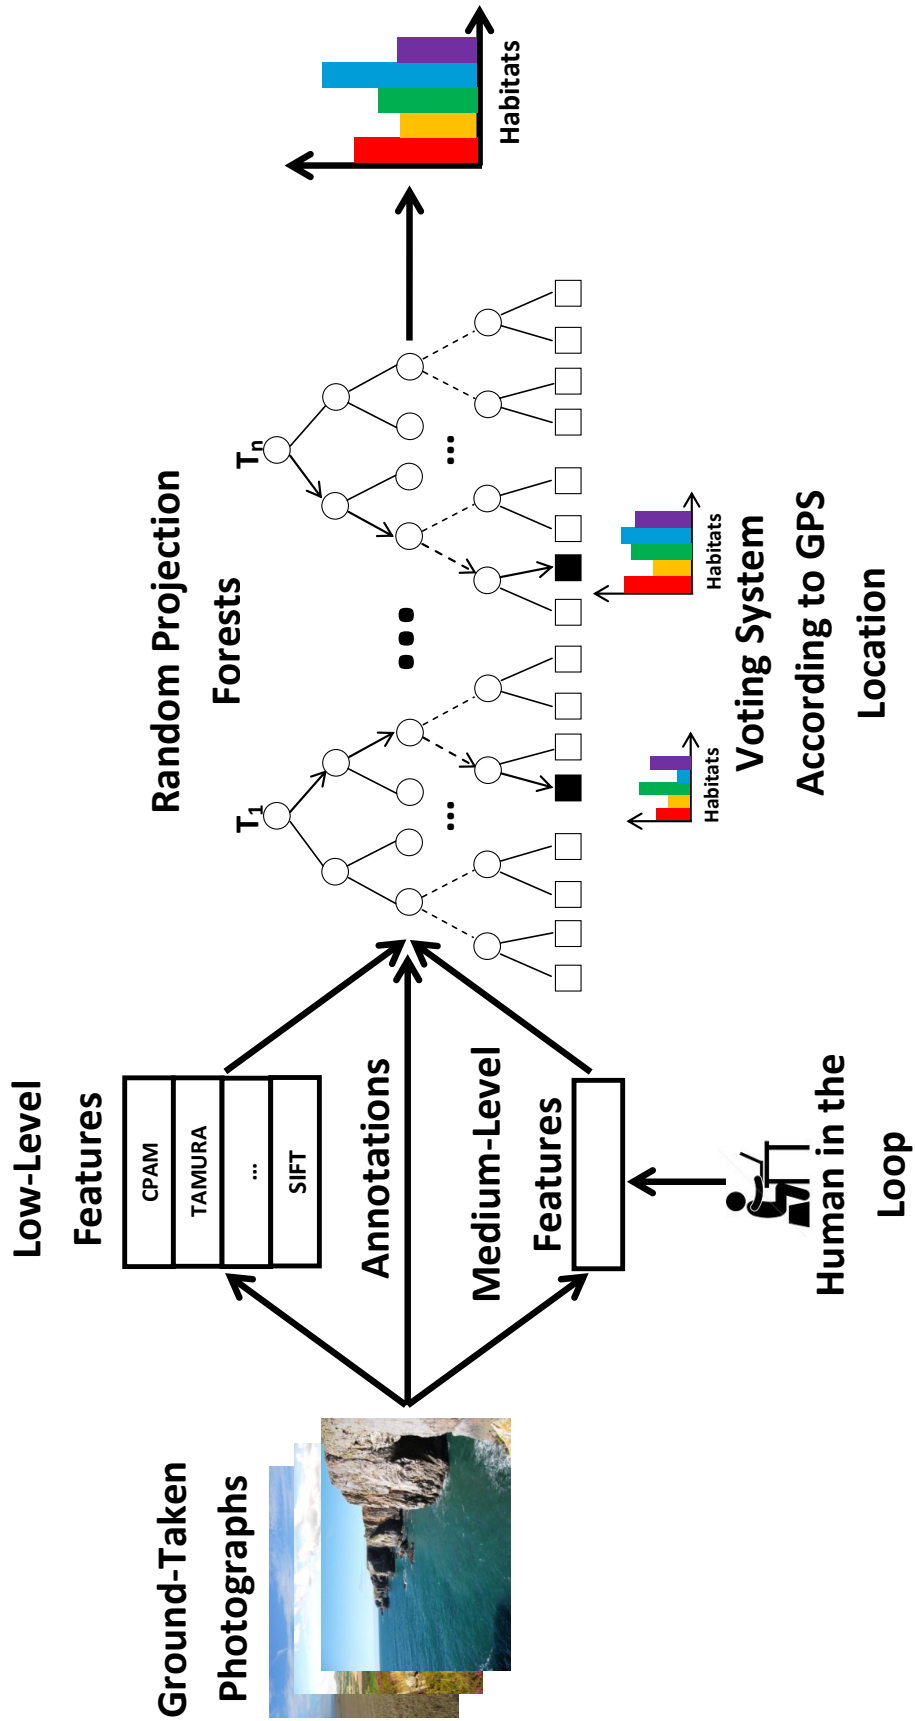 Ground-Taken
Photographs
Low-Level
Features
CPAM
TAMURA
...
SIFT
Annotations
Medium-Level
Features
Human in the
Loop
Random Projection
Forests
T1
Tn
...
...
...
Habitats
Habitats
Voting System
According to GPS
Location
Habitats